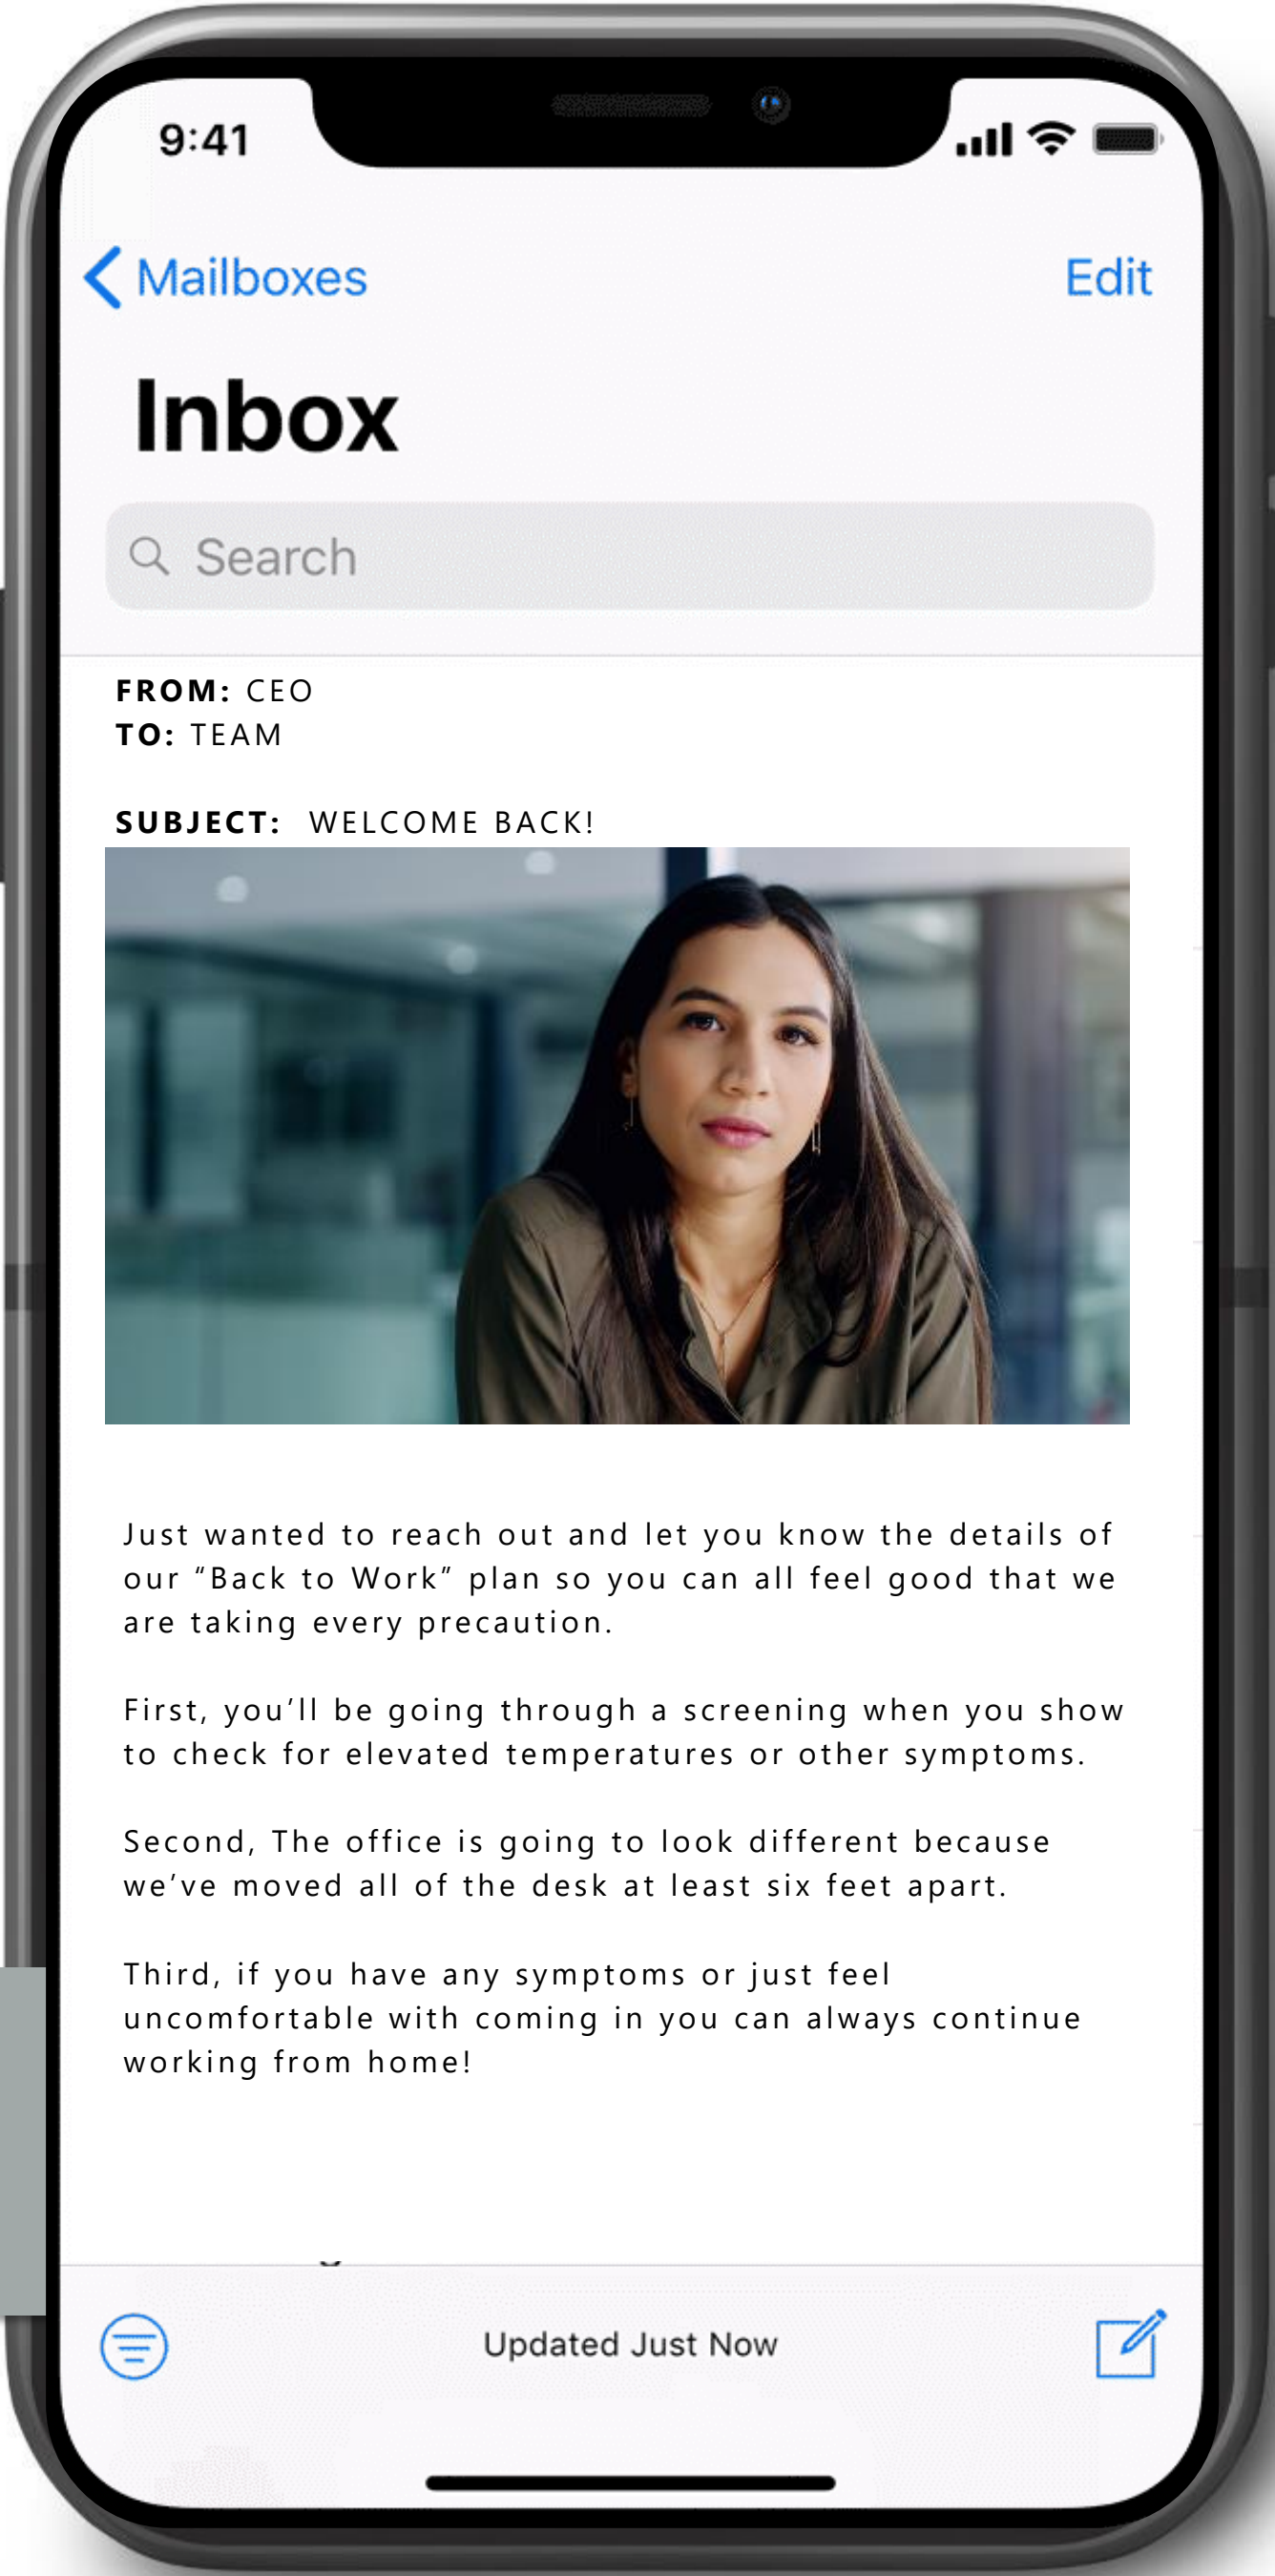 9:41
Mailboxes
Edit
Inbox
Search
FROM: CEO
TO: TEAM
SUBJECT: WELCOME BACK!
Just wanted to reach out and let you know the details of
our “Back to Work” plan so you can all feel good that we
are taking every precaution.
First, you’ll be going through a screening when you show
to check for elevated temperatures or other symptoms.
Second, The office is going to look different because
we’ve moved all of the desk at least six feet apart.
Third, if you have any symptoms or just feel
uncomfortable with coming in you can always continue
working from home!
Updated Just Now